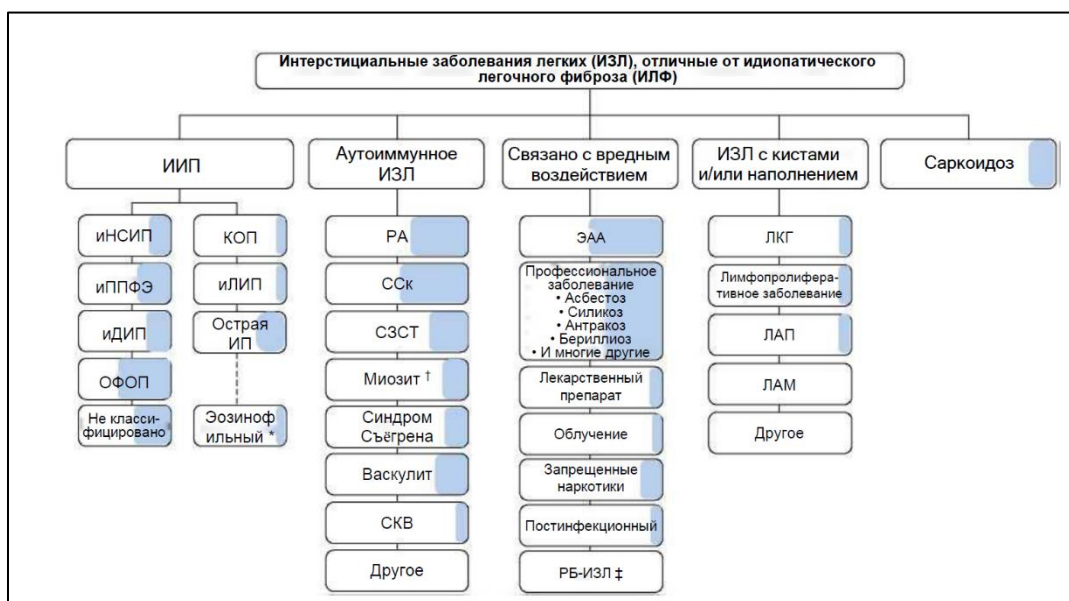 Интерстициальные заболевания легких (ИЗЛ), отличные от идиопатического
легочного фиброза (ИЛФ)
ИИП
Аутоиммунное
ИЗЛ
Связано с вредным
воздействием
ИЗЛ с кистами
и/или наполнением
Саркоидоз
иНСИП
иППФЭ
иДИП
ОФОП
Не класси-
фицировано
КОП
иЛИП
Острая
ИП
Эозиноф
ильный *
РА
ССк
СЗСТ
Миозит †
Синдром
Съёгрена
Васкулит
СКВ
Другое
ЭАА
Профессиональное
заболевание
• Асбестоз
• Силикоз
• Антракоз
• Бериллиоз
• И многие другие
Лекарственный
препарат
Облучение
Запрещенные
наркотики
Постинфекционный
РБ-ИЗЛ ‡
ЛКГ
Лимфопролифера-
тивное заболевание
ЛАП
ЛАМ
Другое